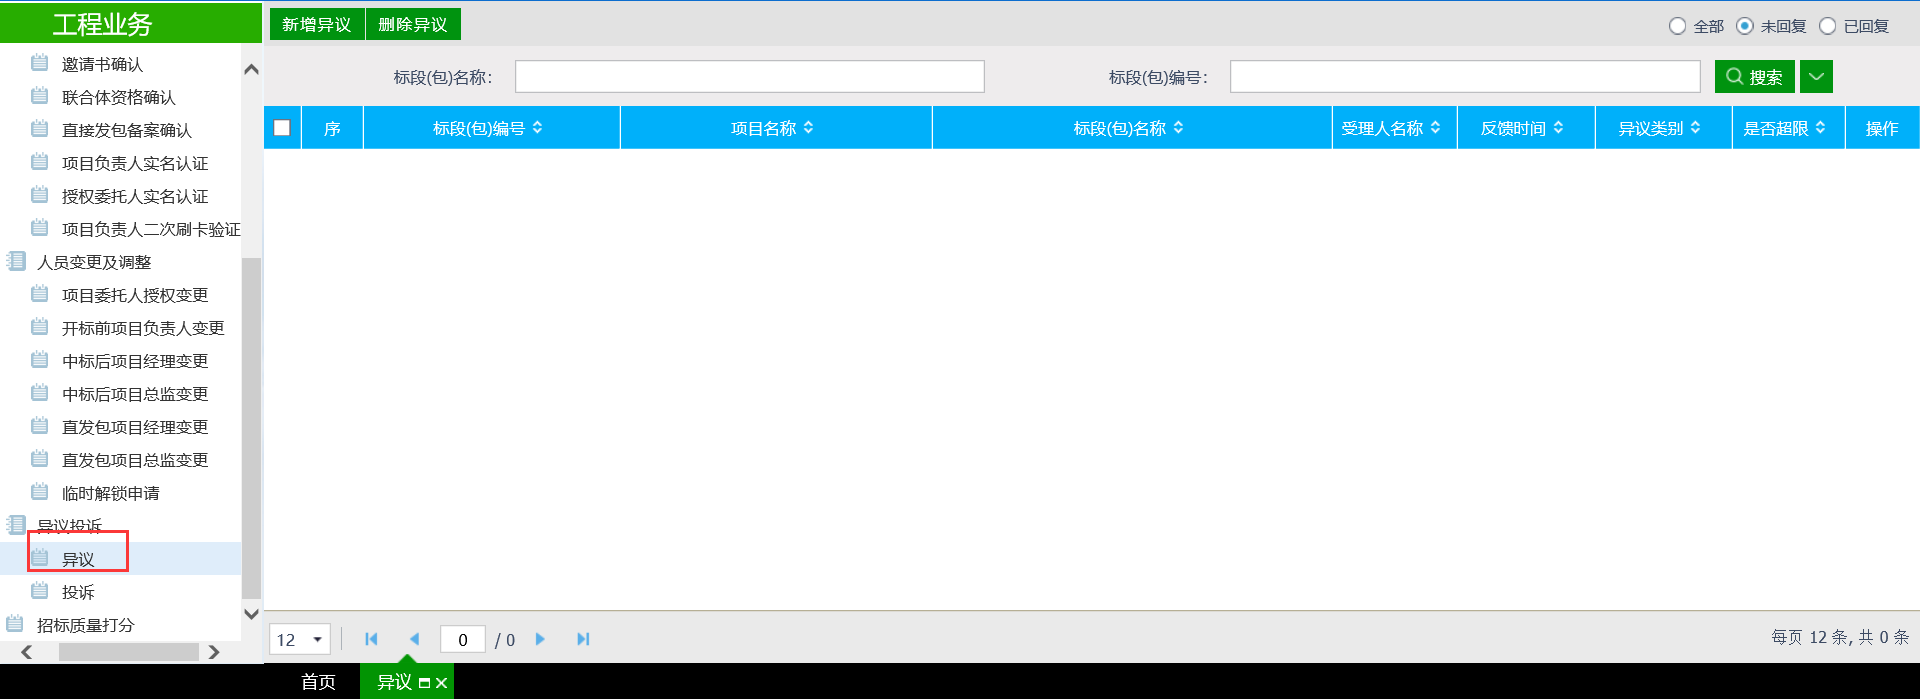 工程业务
邀请书确认
联合体资格确认
直接发包备案确认
项目负责人实名认证
授权委托人实名认证
项目负责人二次刷卡验证
人员变更及调整
项目委托人授权变更
开标前项目负责人变更
中标后项目经理变更
中标后项目总监变更
直发包项目经理变更
直发包项目总监变更
临时解锁申请
异议投诉
异议
投诉
招标质量打分
新增异议 删除异议 全部 未回复 已回复
标段(包)名称: 标段(包)编号: 搜索
序 标段(包)编号 项目名称 标段(包)名称 受理人名称 反馈时间 异议类别 是否超限 操作
12 0 / 0 每页 12 条, 共 0 条
首页 异议